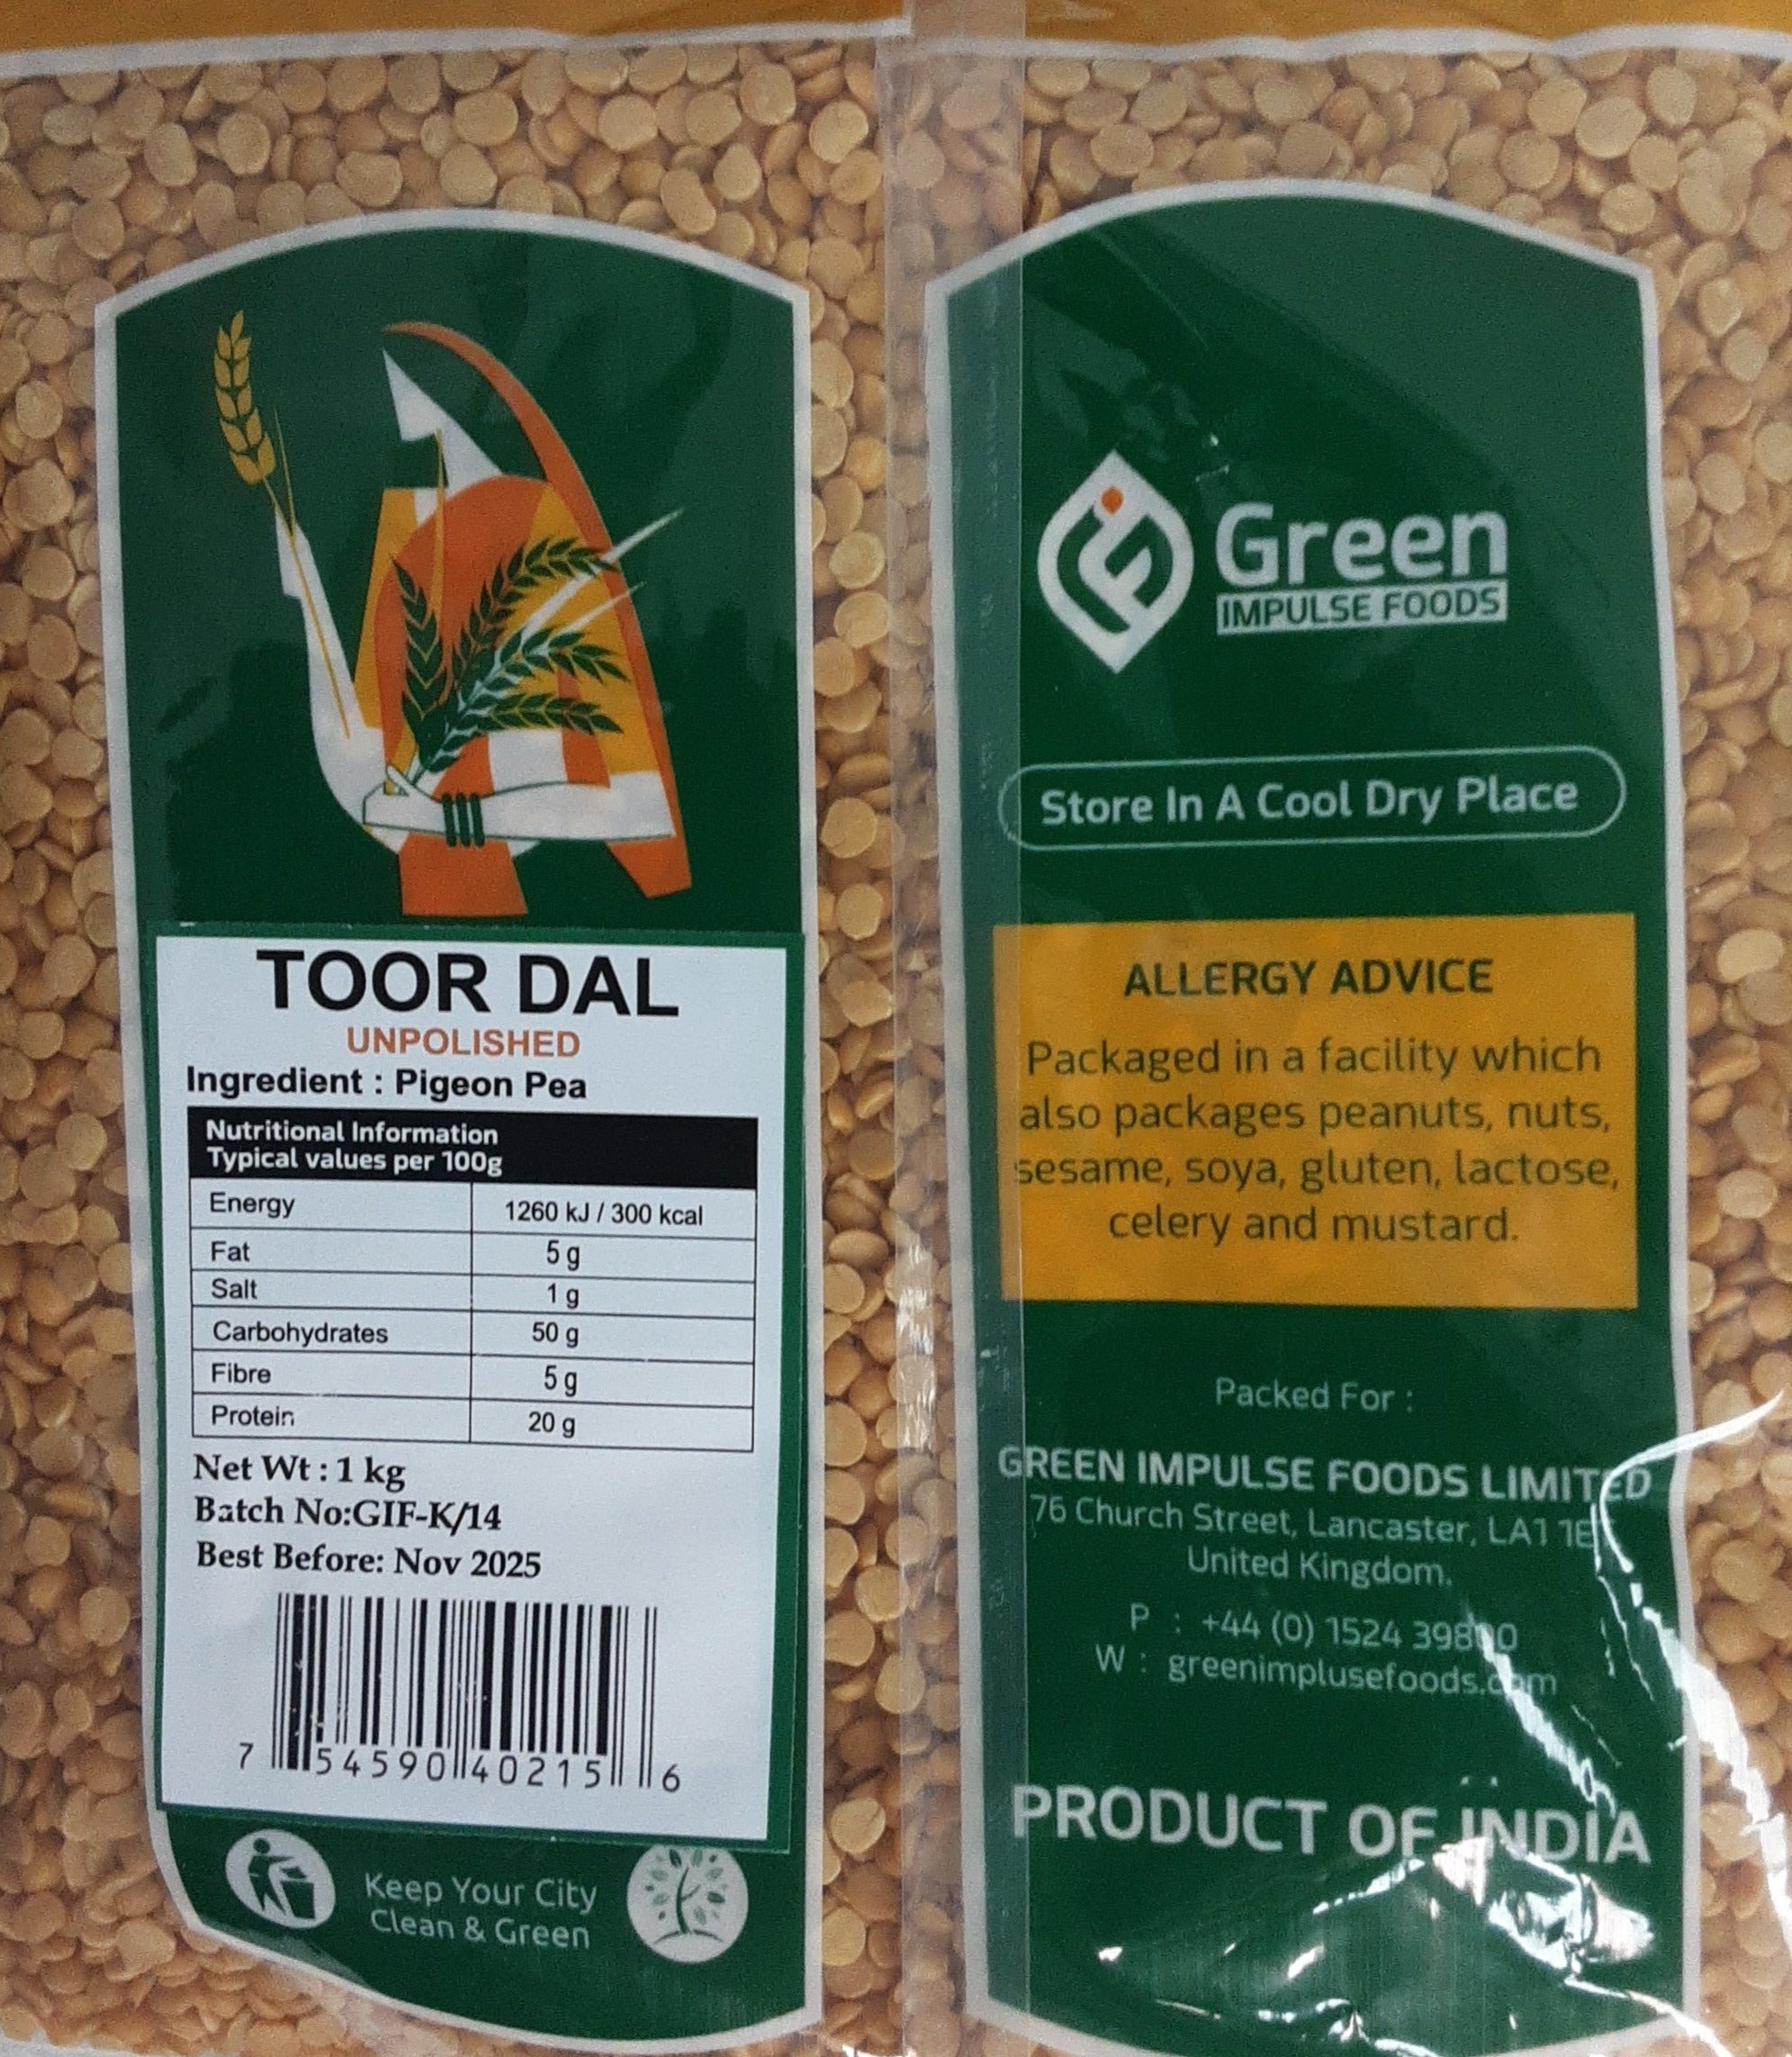 TOOR DAL
UNPOLISHED
Ingredient : Pigeon Pea
Nutritional Information
Typical values per 100g
Energy 1260 kJ / 300 kcal
Fat 5 g
Salt 1 g
Carbohydrates 50 g
Fibre 5 g
Protein 20 g
Net Wt : 1 kg
Batch No:GIF-K/14
Best Before: Nov 2025
7 54590 40215 6
Keep Your City
Clean & Green
Green
IMPULSE FOODS
Store In A Cool Dry Place
ALLERGY ADVICE
Packaged in a facility which
also packages peanuts, nuts,
sesame, soya, gluten, lactose,
celery and mustard.
Packed For :
GREEN IMPULSE FOODS LIMITED
76 Church Street, Lancaster, LA1
United Kingdom.
P : +44 (0) 1524
W : greenimplusefoods.com
PRODUCT OF INDIA